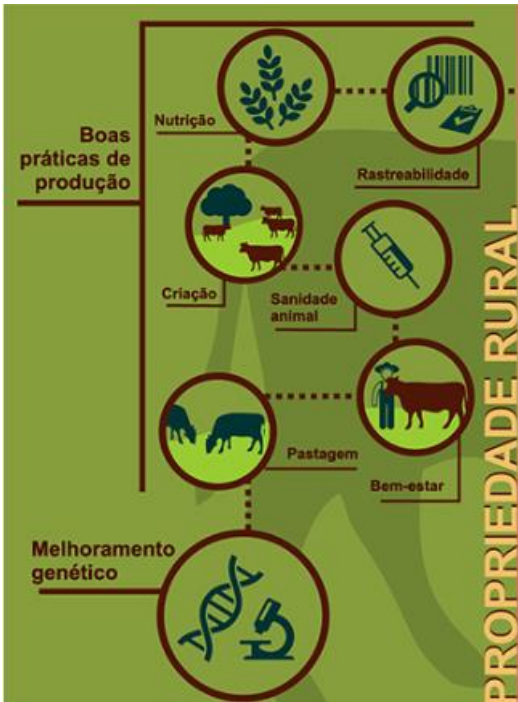 Boas
práticas de
produção
Nutrição
Rastreabilidade
Criação
Sanidade
animal
Pastagem
Bem-estar
Melhoramento
genético
PROPRIEDADE RURAL